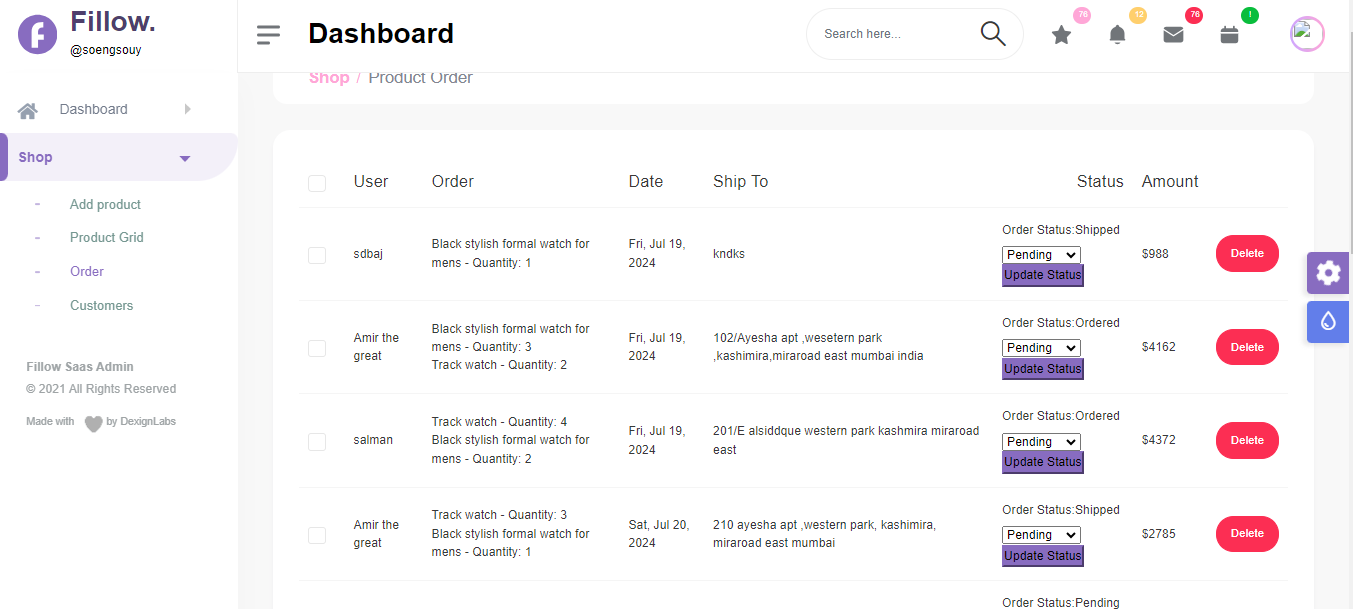 Fillow.
@soengsouy
Dashboard
Search here...
76
12
76
!
Dashboard
Shop
Add product
Product Grid
Order
Customers
Fillow Saas Admin
© 2021 All Rights Reserved
Made with by DexignLabs
Shop / Product Order
User Order Date Ship To Status Amount
sdbaj
Black stylish formal watch for
mens - Quantity: 1
Fri, Jul 19,
2024
kndks
Order Status:Shipped
Pending
Update Status
$988
Delete
Amir the
great
Black stylish formal watch for
mens - Quantity: 3
Track watch - Quantity: 2
Fri, Jul 19,
2024
102/Ayesha apt ,wesetern park
,kashimira,miraroad east mumbai india
Order Status:Ordered
Pending
Update Status
$4162
Delete
salman
Track watch - Quantity: 4
Black stylish formal watch for
mens - Quantity: 2
Fri, Jul 19,
2024
201/E alsiddque western park kashmira miraroad
east
Order Status:Ordered
Pending
Update Status
$4372
Delete
Amir the
great
Track watch - Quantity: 3
Black stylish formal watch for
mens - Quantity: 1
Sat, Jul 20,
2024
210 ayesha apt ,western park, kashimira,
miraroad east mumbai
Order Status:Shipped
Pending
Update Status
$2785
Delete
Order Status:Pending